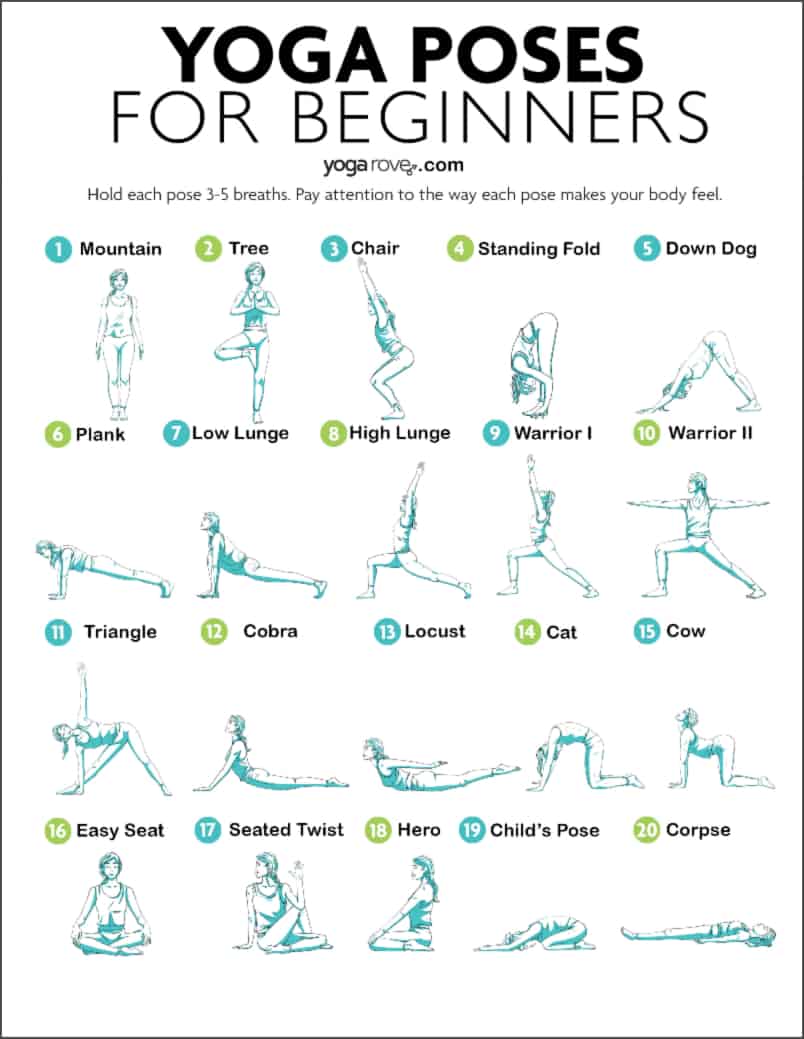 YOGA POSES
FOR BEGINNERS
yogarove.com
Hold each pose 3-5 breaths. Pay attention to the way each pose makes your body feel.
1 Mountain 2 Tree 3 Chair 4 Standing Fold 5 Down Dog
6 Plank 7 Low Lunge 8 High Lunge 9 Warrior I 10 Warrior II
11 Triangle 12 Cobra 13 Locust 14 Cat 15 Cow
16 Easy Seat 17 Seated Twist 18 Hero 19 Child's Pose 20 Corpse